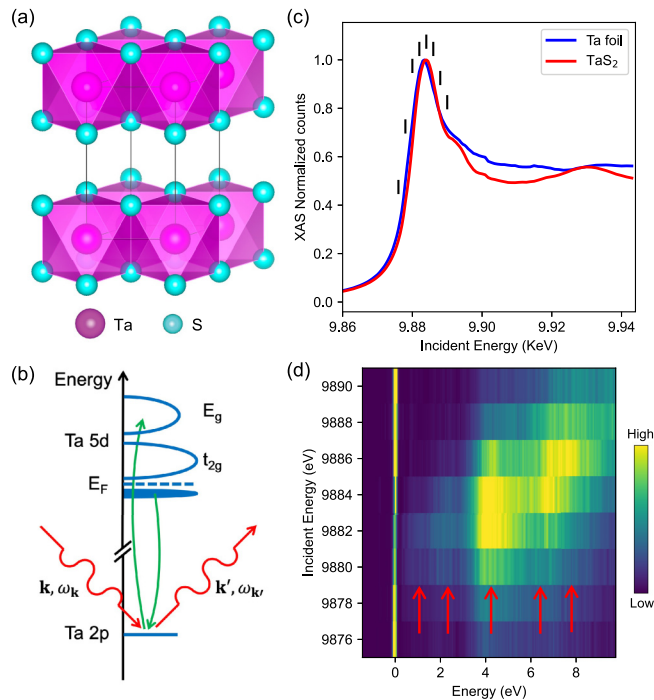 (a)
Ta
S
(b)
Energy
E_g
Ta 5d
t_2g
E_F
k, ω_k
k′, ω_k′
Ta 2p
(c)
Ta foil
TaS₂
XAS Normalized counts
1.0
0.8
0.6
0.4
0.2
0.0
9.86
9.88
9.90
9.92
9.94
Incident Energy (KeV)
(d)
Incident Energy (eV)
9890
9888
9886
9884
9882
9880
9878
9876
0
2
4
6
8
Energy (eV)
High
Low